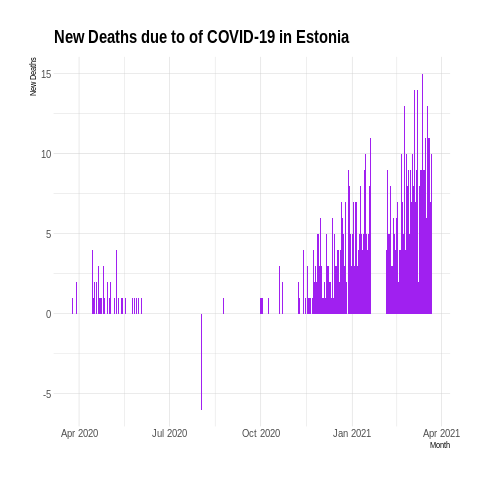 New Deaths due to of COVID-19 in Estonia
New Deaths
15
10
5
0
-5
Apr 2020 Jul 2020 Oct 2020 Jan 2021 Apr 2021
Month